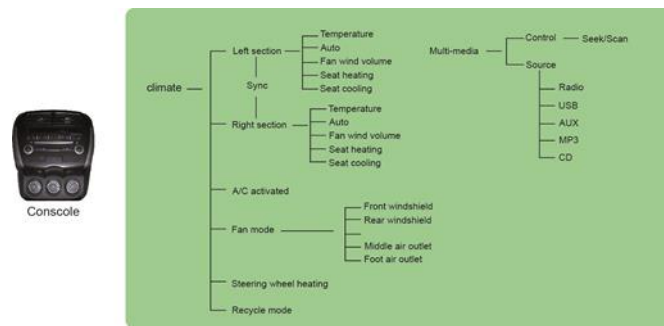 climate
Left section
Temperature
Auto
Fan wind volume
Seat heating
Seat cooling
Sync
Right section
Temperature
Auto
Fan wind volume
Seat heating
Seat cooling
A/C activated
Fan mode
Front windshield
Rear windshield
Middle air outlet
Foot air outlet
Steering wheel heating
Recycle mode
Multi-media
Control
Seek/Scan
Source
Radio
USB
AUX
MP3
CD
Conscole